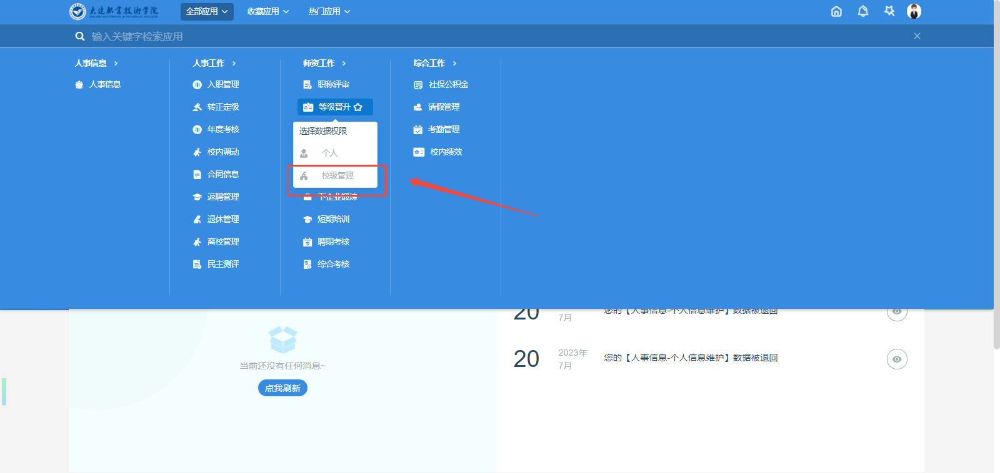 大连职业技术学院
全部应用
收藏应用
热门应用
输入关键字检索应用
人事信息
人事信息
人事工作
入职管理
转正定级
年度考核
校内调动
合同信息
返聘管理
退休管理
离校管理
民主测评
师资工作
职称评审
等级晋升
选择数据权限
个人
校级管理
下企业锻炼
短期培训
聘期考核
综合考核
综合工作
社保公积金
请假管理
考勤管理
校内绩效
当前还没有任何消息~
点我刷新
20
7月
您的【人事信息-个人信息维护】数据被退回
20
2023年
7月
您的【人事信息-个人信息维护】数据被退回